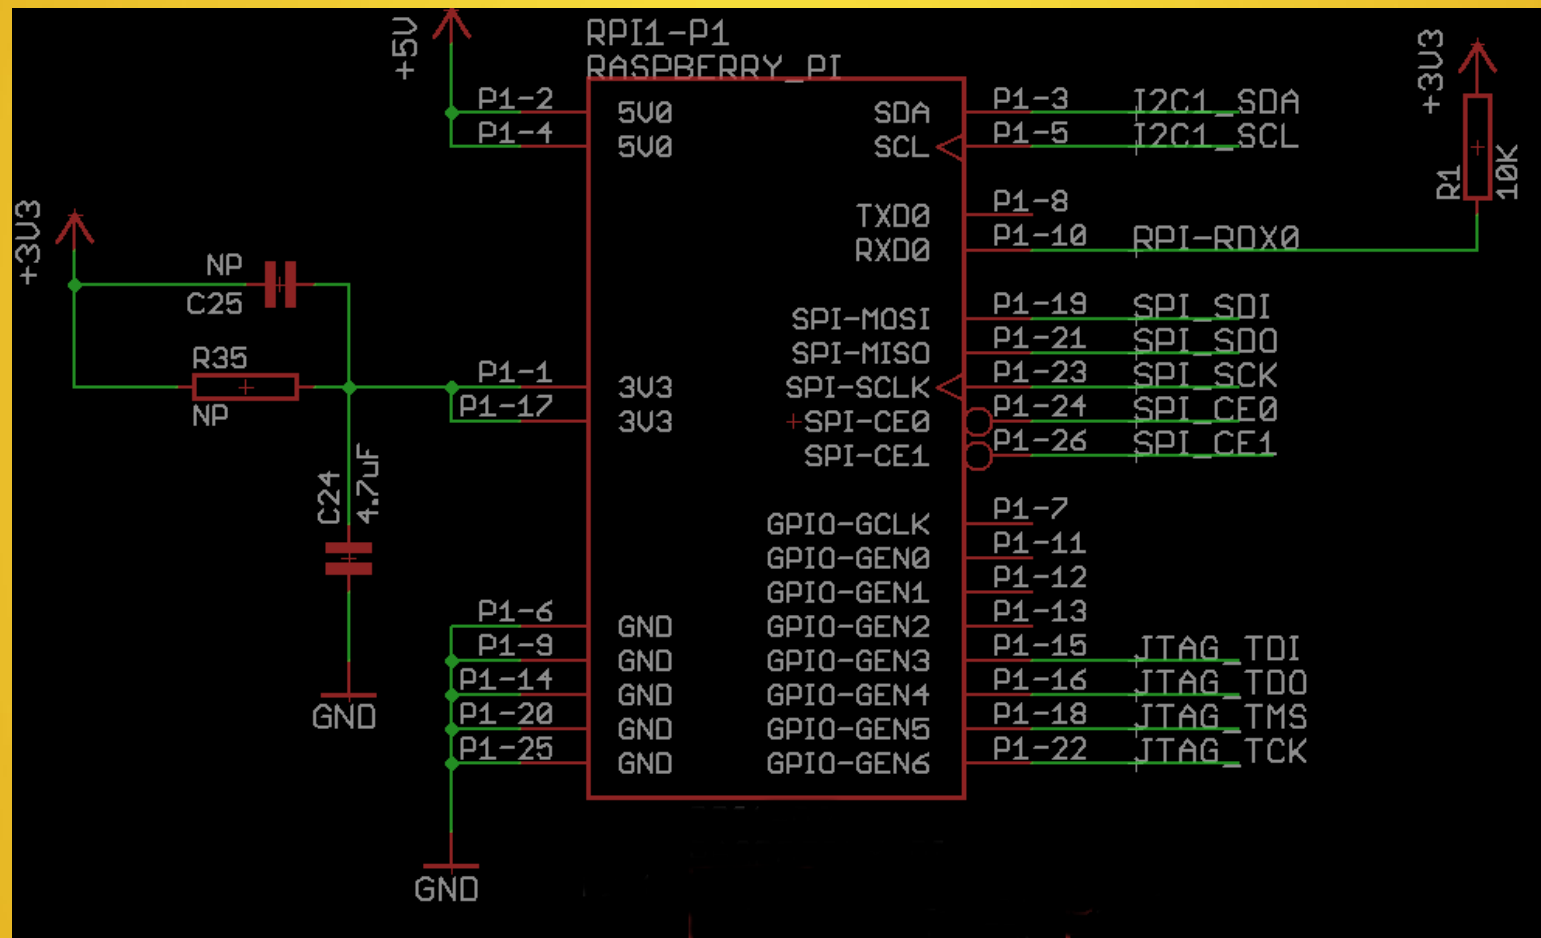 +5V
RPI1-P1
RASPBERRY_PI
+3V3
R1
10K
P1-2
5V0
P1-4
5V0
SDA
P1-3
I2C1_SDA
SCL
P1-5
I2C1_SCL
TXD0
P1-8
RXD0
P1-10
RPI-RDX0
+3V3
NP
C25
R35
NP
C24
4.7uF
GND
P1-1
3V3
P1-17
3V3
SPI-MOSI
P1-19
SPI_SDI
SPI-MISO
P1-21
SPI_SDO
SPI-SCLK
P1-23
SPI_SCK
SPI-CE0
P1-24
SPI_CE0
SPI-CE1
P1-26
SPI_CE1
GPIO-GCLK
P1-7
GPIO-GEN0
P1-11
GPIO-GEN1
P1-12
P1-6
GND
GPIO-GEN2
P1-13
P1-9
GND
GPIO-GEN3
P1-15
JTAG_TDI
P1-14
GND
GPIO-GEN4
P1-16
JTAG_TDO
P1-20
GND
GPIO-GEN5
P1-18
JTAG_TMS
P1-25
GND
GPIO-GEN6
P1-22
JTAG_TCK
GND